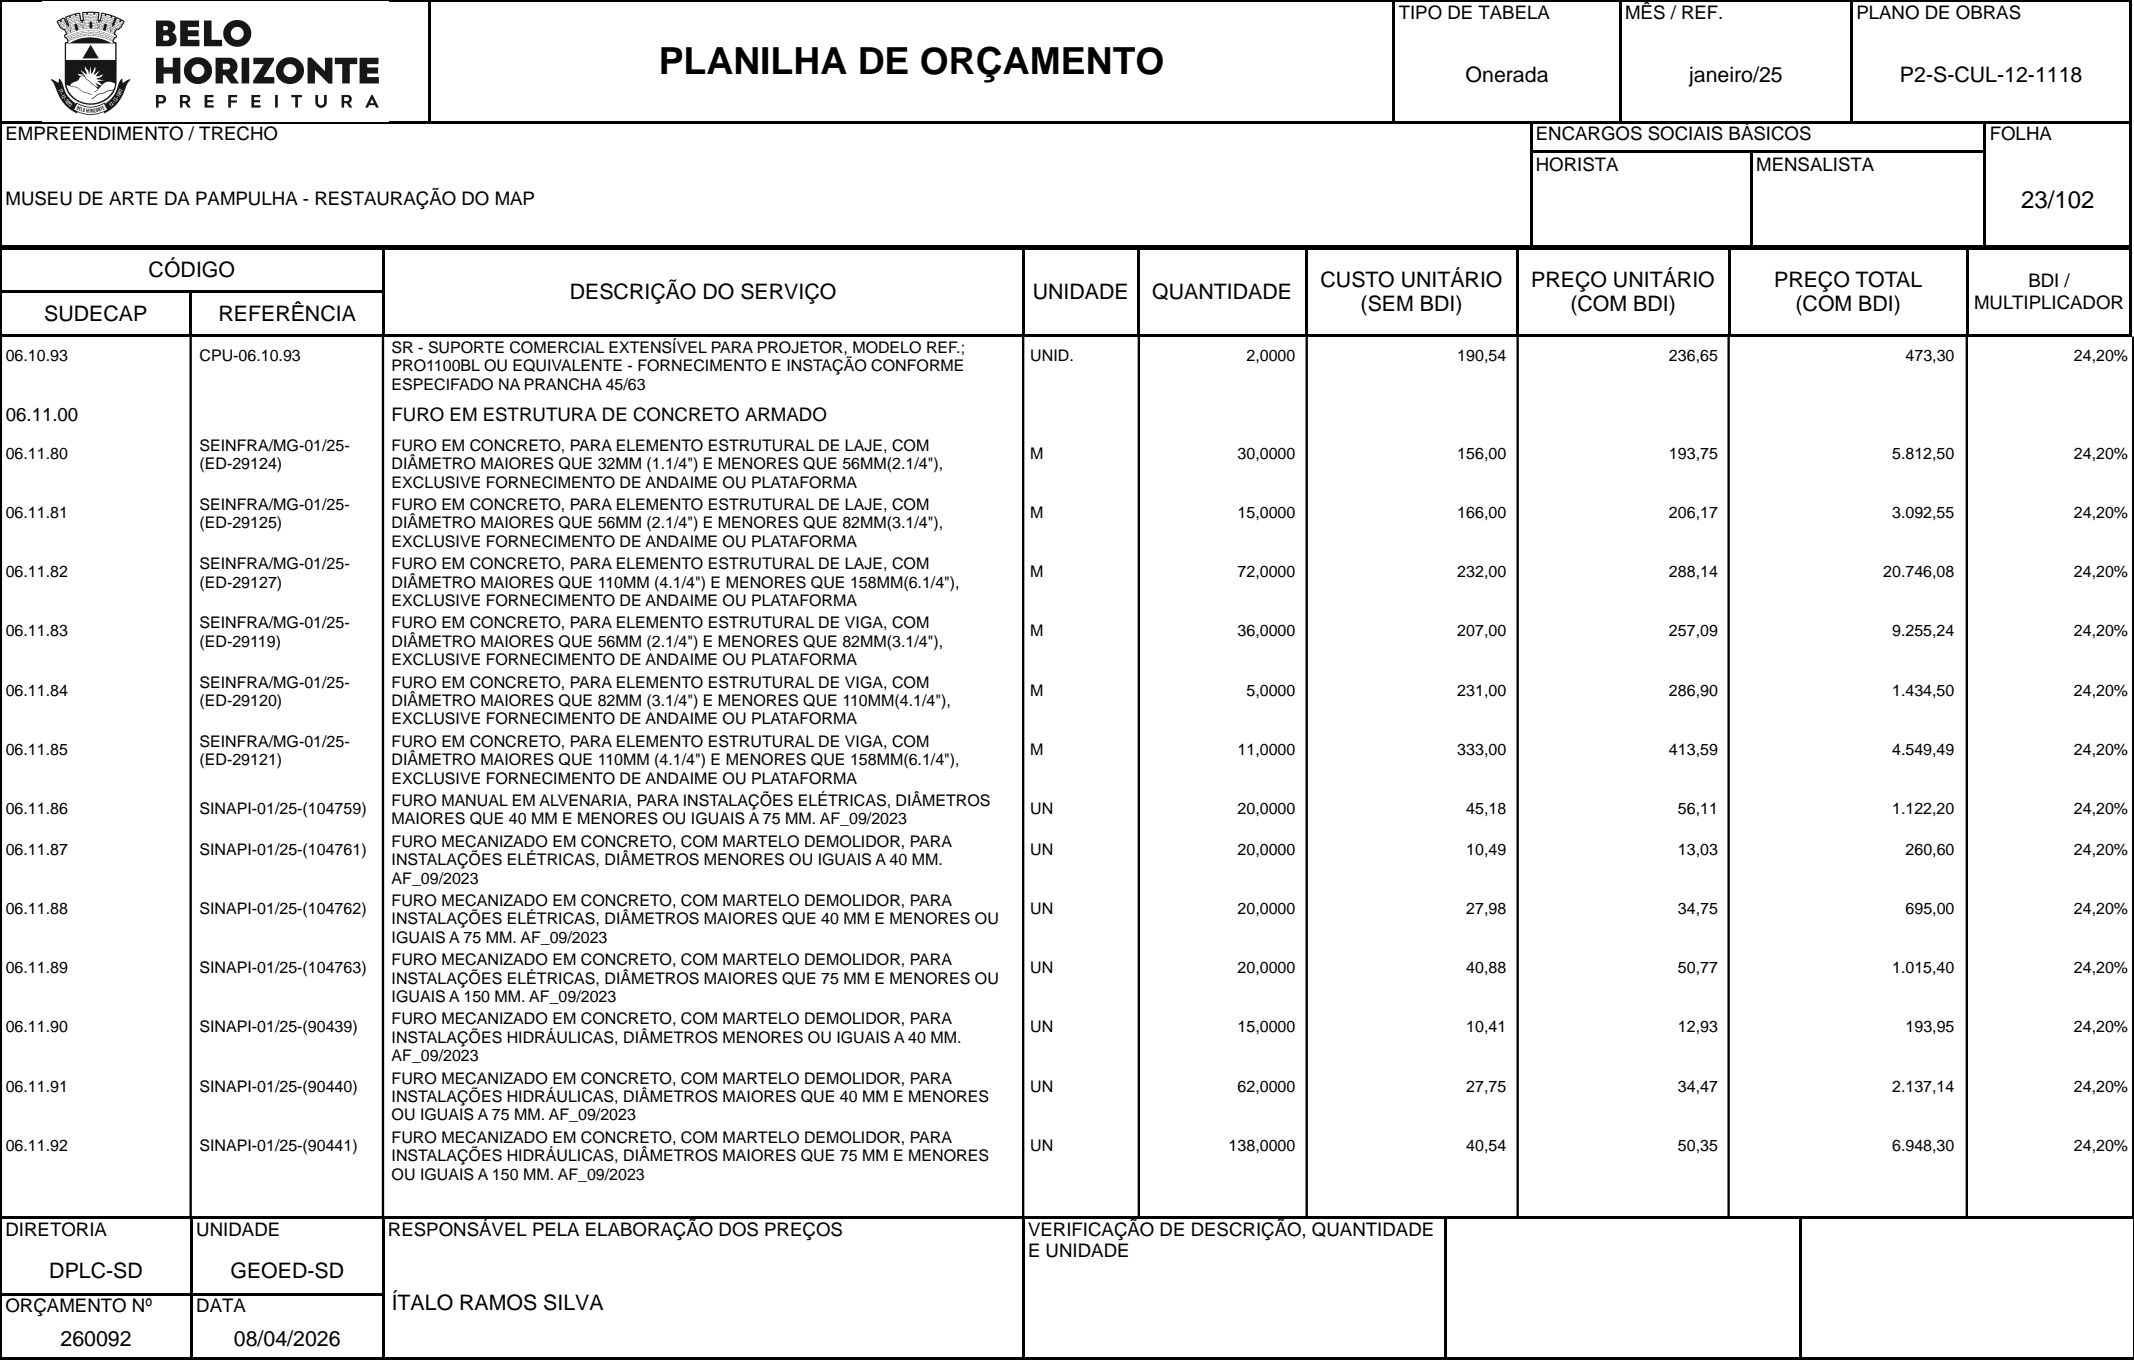 BELO
HORIZONTE
PREFEITURA
PLANILHA DE ORÇAMENTO
TIPO DE TABELA
Onerada
MÊS / REF.
janeiro/25
PLANO DE OBRAS
P2-S-CUL-12-1118
EMPREENDIMENTO / TRECHO
MUSEU DE ARTE DA PAMPULHA - RESTAURAÇÃO DO MAP
ENCARGOS SOCIAIS BÁSICOS
HORISTA
MENSALISTA
FOLHA
23/102
CÓDIGO
SUDECAP
REFERÊNCIA
DESCRIÇÃO DO SERVIÇO
UNIDADE
QUANTIDADE
CUSTO UNITÁRIO
(SEM BDI)
PREÇO UNITÁRIO
(COM BDI)
PREÇO TOTAL
(COM BDI)
BDI /
MULTIPLICADOR
06.10.93
CPU-06.10.93
SR - SUPORTE COMERCIAL EXTENSÍVEL PARA PROJETOR, MODELO REF.;
PRO1100BL OU EQUIVALENTE - FORNECIMENTO E INSTAÇÃO CONFORME
ESPECIFADO NA PRANCHA 45/63
UNID.
2,0000
190,54
236,65
473,30
24,20%
06.11.00
FURO EM ESTRUTURA DE CONCRETO ARMADO
06.11.80
SEINFRA/MG-01/25-
(ED-29124)
FURO EM CONCRETO, PARA ELEMENTO ESTRUTURAL DE LAJE, COM
DIÂMETRO MAIORES QUE 32MM (1.1/4") E MENORES QUE 56MM(2.1/4"),
EXCLUSIVE FORNECIMENTO DE ANDAIME OU PLATAFORMA
M
30,0000
156,00
193,75
5.812,50
24,20%
06.11.81
SEINFRA/MG-01/25-
(ED-29125)
FURO EM CONCRETO, PARA ELEMENTO ESTRUTURAL DE LAJE, COM
DIÂMETRO MAIORES QUE 56MM (2.1/4") E MENORES QUE 82MM(3.1/4"),
EXCLUSIVE FORNECIMENTO DE ANDAIME OU PLATAFORMA
M
15,0000
166,00
206,17
3.092,55
24,20%
06.11.82
SEINFRA/MG-01/25-
(ED-29127)
FURO EM CONCRETO, PARA ELEMENTO ESTRUTURAL DE LAJE, COM
DIÂMETRO MAIORES QUE 110MM (4.1/4") E MENORES QUE 158MM(6.1/4"),
EXCLUSIVE FORNECIMENTO DE ANDAIME OU PLATAFORMA
M
72,0000
232,00
288,14
20.746,08
24,20%
06.11.83
SEINFRA/MG-01/25-
(ED-29119)
FURO EM CONCRETO, PARA ELEMENTO ESTRUTURAL DE VIGA, COM
DIÂMETRO MAIORES QUE 56MM (2.1/4") E MENORES QUE 82MM(3.1/4"),
EXCLUSIVE FORNECIMENTO DE ANDAIME OU PLATAFORMA
M
36,0000
207,00
257,09
9.255,24
24,20%
06.11.84
SEINFRA/MG-01/25-
(ED-29120)
FURO EM CONCRETO, PARA ELEMENTO ESTRUTURAL DE VIGA, COM
DIÂMETRO MAIORES QUE 82MM (3.1/4") E MENORES QUE 110MM(4.1/4"),
EXCLUSIVE FORNECIMENTO DE ANDAIME OU PLATAFORMA
M
5,0000
231,00
286,90
1.434,50
24,20%
06.11.85
SEINFRA/MG-01/25-
(ED-29121)
FURO EM CONCRETO, PARA ELEMENTO ESTRUTURAL DE VIGA, COM
DIÂMETRO MAIORES QUE 110MM (4.1/4") E MENORES QUE 158MM(6.1/4"),
EXCLUSIVE FORNECIMENTO DE ANDAIME OU PLATAFORMA
M
11,0000
333,00
413,59
4.549,49
24,20%
06.11.86
SINAPI-01/25-(104759)
FURO MANUAL EM ALVENARIA, PARA INSTALAÇÕES ELÉTRICAS, DIÂMETROS
MAIORES QUE 40 MM E MENORES OU IGUAIS A 75 MM. AF_09/2023
UN
20,0000
45,18
56,11
1.122,20
24,20%
06.11.87
SINAPI-01/25-(104761)
FURO MECANIZADO EM CONCRETO, COM MARTELO DEMOLIDOR, PARA
INSTALAÇÕES ELÉTRICAS, DIÂMETROS MENORES OU IGUAIS A 40 MM.
AF_09/2023
UN
20,0000
10,49
13,03
260,60
24,20%
06.11.88
SINAPI-01/25-(104762)
FURO MECANIZADO EM CONCRETO, COM MARTELO DEMOLIDOR, PARA
INSTALAÇÕES ELÉTRICAS, DIÂMETROS MAIORES QUE 40 MM E MENORES OU
IGUAIS A 75 MM. AF_09/2023
UN
20,0000
27,98
34,75
695,00
24,20%
06.11.89
SINAPI-01/25-(104763)
FURO MECANIZADO EM CONCRETO, COM MARTELO DEMOLIDOR, PARA
INSTALAÇÕES ELÉTRICAS, DIÂMETROS MAIORES QUE 75 MM E MENORES OU
IGUAIS A 150 MM. AF_09/2023
UN
20,0000
40,88
50,77
1.015,40
24,20%
06.11.90
SINAPI-01/25-(90439)
FURO MECANIZADO EM CONCRETO, COM MARTELO DEMOLIDOR, PARA
INSTALAÇÕES HIDRÁULICAS, DIÂMETROS MENORES OU IGUAIS A 40 MM.
AF_09/2023
UN
15,0000
10,41
12,93
193,95
24,20%
06.11.91
SINAPI-01/25-(90440)
FURO MECANIZADO EM CONCRETO, COM MARTELO DEMOLIDOR, PARA
INSTALAÇÕES HIDRÁULICAS, DIÂMETROS MAIORES QUE 40 MM E MENORES
OU IGUAIS A 75 MM. AF_09/2023
UN
62,0000
27,75
34,47
2.137,14
24,20%
06.11.92
SINAPI-01/25-(90441)
FURO MECANIZADO EM CONCRETO, COM MARTELO DEMOLIDOR, PARA
INSTALAÇÕES HIDRÁULICAS, DIÂMETROS MAIORES QUE 75 MM E MENORES
OU IGUAIS A 150 MM. AF_09/2023
UN
138,0000
40,54
50,35
6.948,30
24,20%
DIRETORIA
DPLC-SD
UNIDADE
GEOED-SD
RESPONSÁVEL PELA ELABORAÇÃO DOS PREÇOS
ÍTALO RAMOS SILVA
VERIFICAÇÃO DE DESCRIÇÃO, QUANTIDADE
E UNIDADE
ORÇAMENTO Nº
260092
DATA
08/04/2026